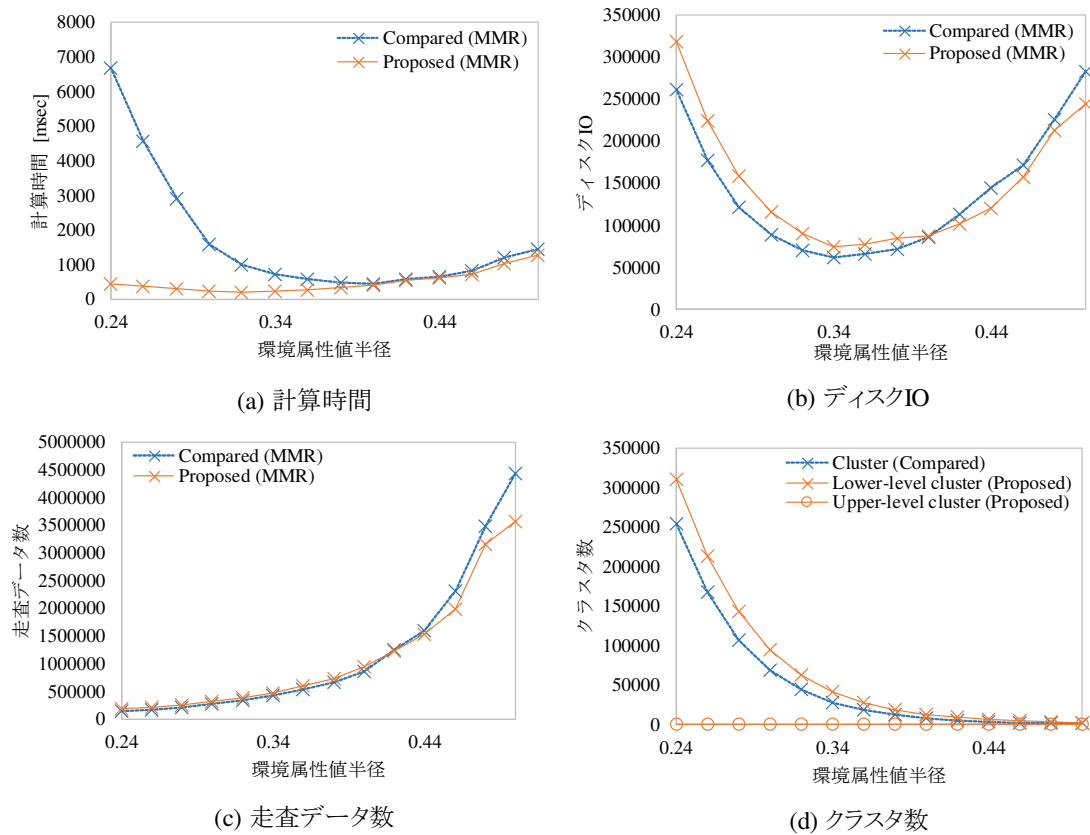 8000
7000
6000
5000
4000
3000
2000
1000
0
計算時間 [msec]
Compared (MMR)
Proposed (MMR)
0.24
0.34
0.44
環境属性値半径
(a) 計算時間
350000
300000
250000
200000
150000
100000
50000
0
ディスクIO
Compared (MMR)
Proposed (MMR)
0.24
0.34
0.44
環境属性値半径
(b) ディスクIO
5000000
4500000
4000000
3500000
3000000
2500000
2000000
1500000
1000000
500000
0
走査データ数
Compared (MMR)
Proposed (MMR)
0.24
0.34
0.44
環境属性値半径
(c) 走査データ数
350000
300000
250000
200000
150000
100000
50000
0
クラスタ数
Cluster (Compared)
Lower-level cluster (Proposed)
Upper-level cluster (Proposed)
0.24
0.34
0.44
環境属性値半径
(d) クラスタ数